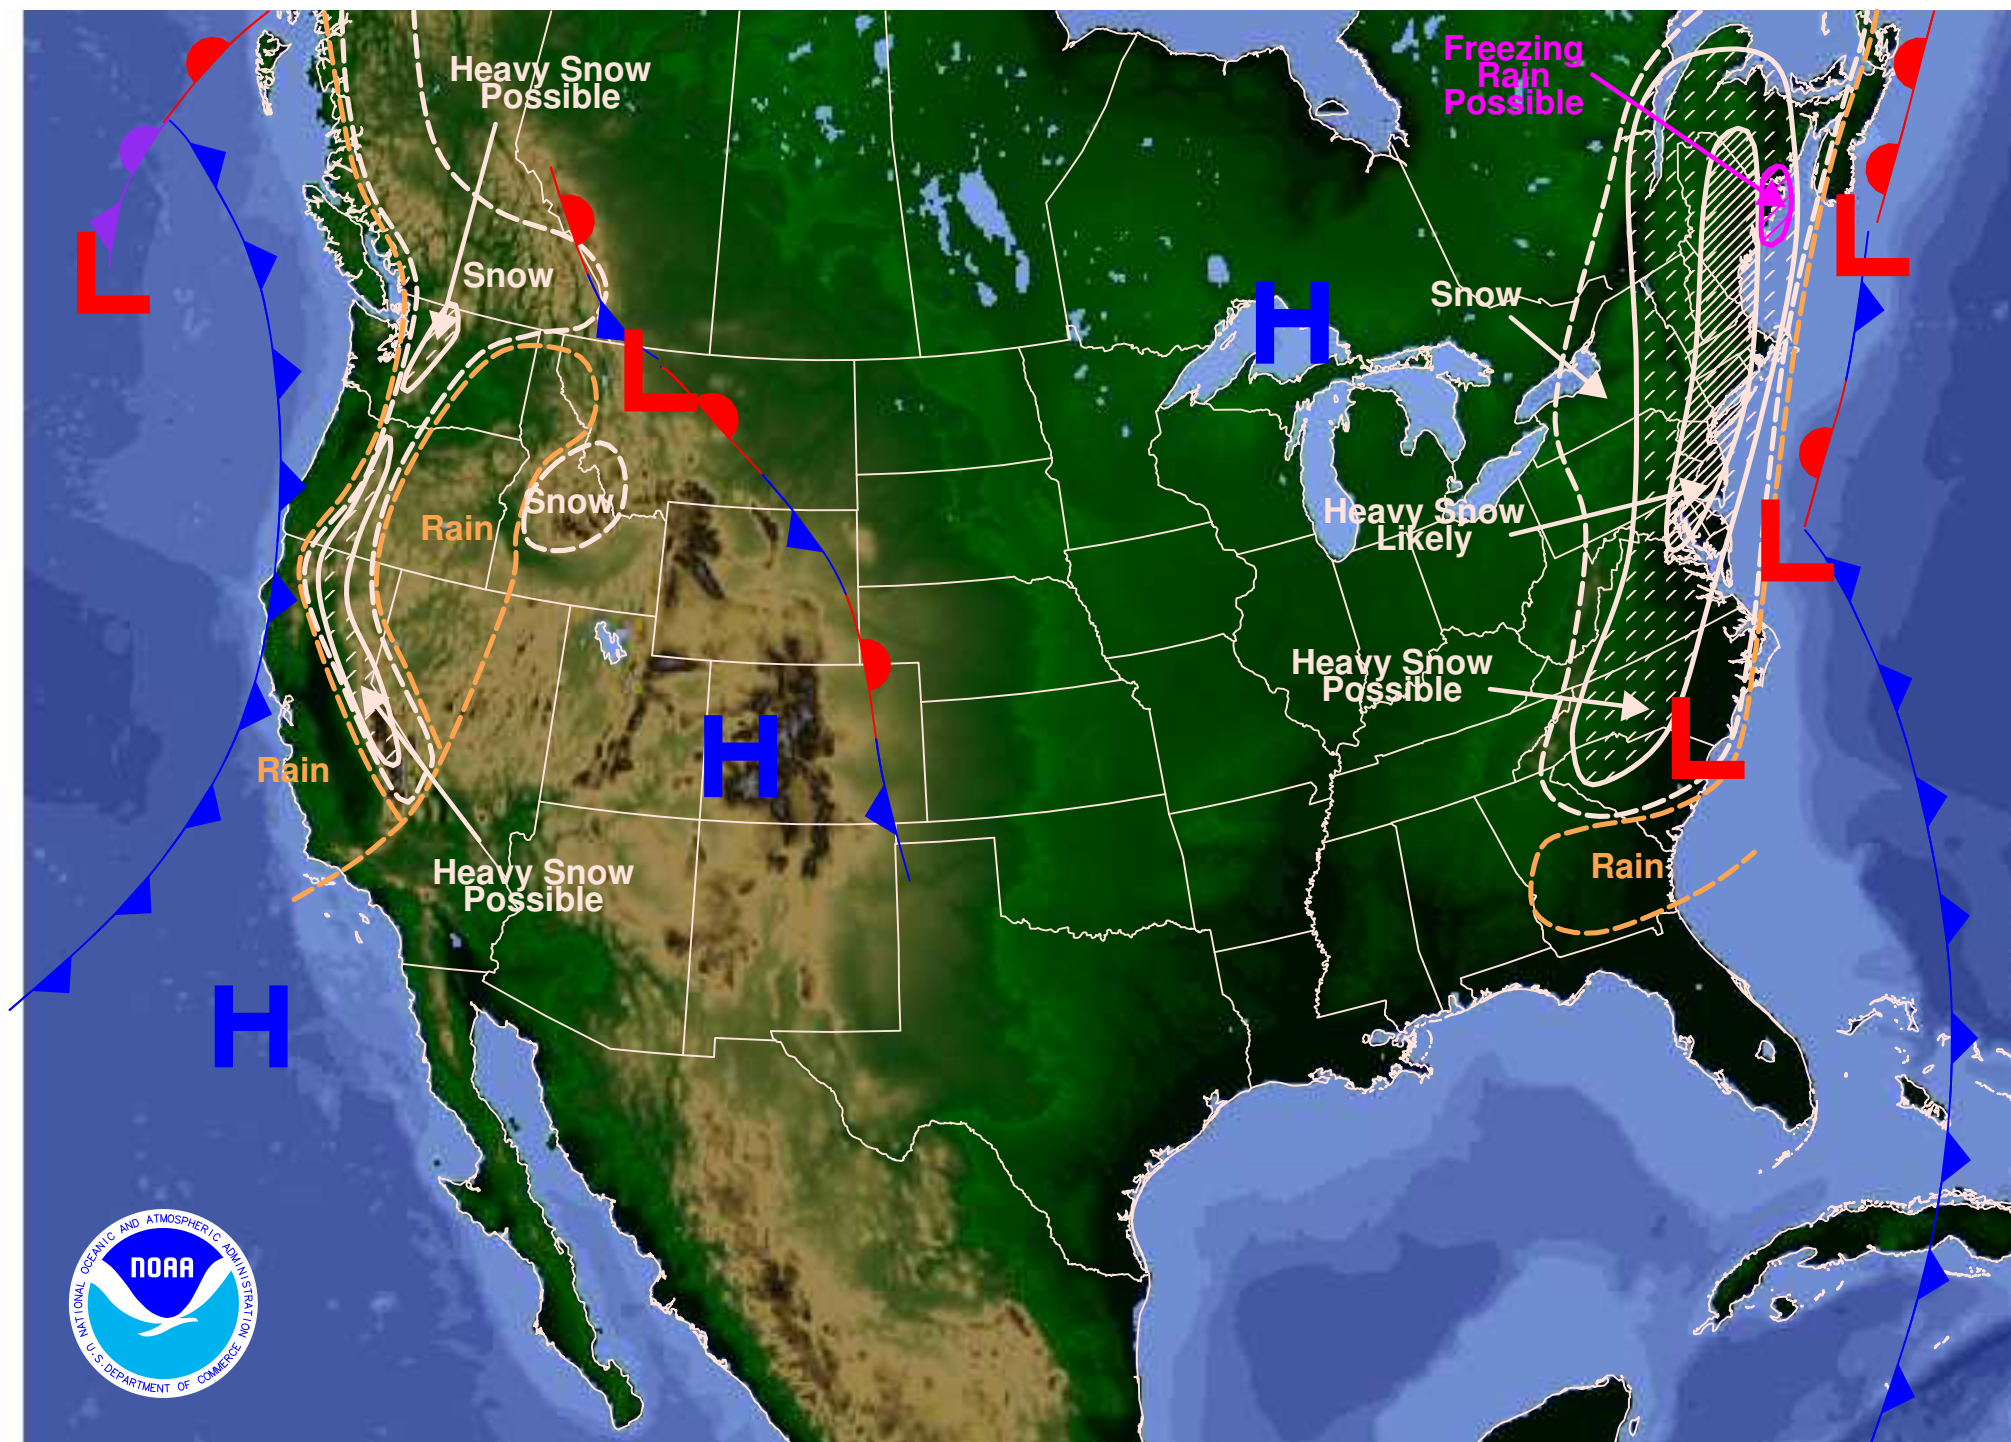 Freezing
Rain
Possible
Heavy Snow
Possible
Snow
L
L
H
Snow
L
Snow
Rain
Heavy Snow
Likely
L
Heavy Snow
Possible
H
L
Rain
Heavy Snow
Possible
Rain
H
NATIONAL OCEANIC AND ATMOSPHERIC ADMINISTRATION
NOAA
U.S. DEPARTMENT OF COMMERCE